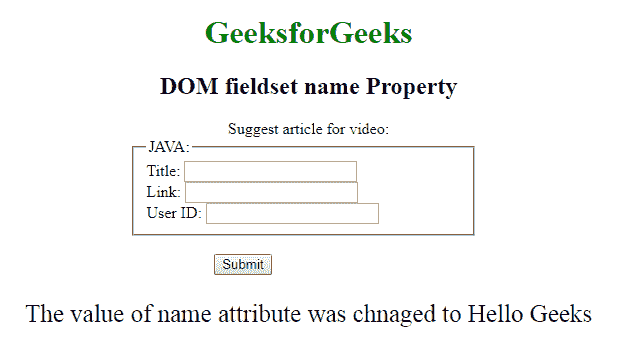 GeeksforGeeks
DOM fieldset name Property
Suggest article for video:
JAVA:
Title:
Link:
User ID:
Submit
The value of name attribute was chnaged to Hello Geeks